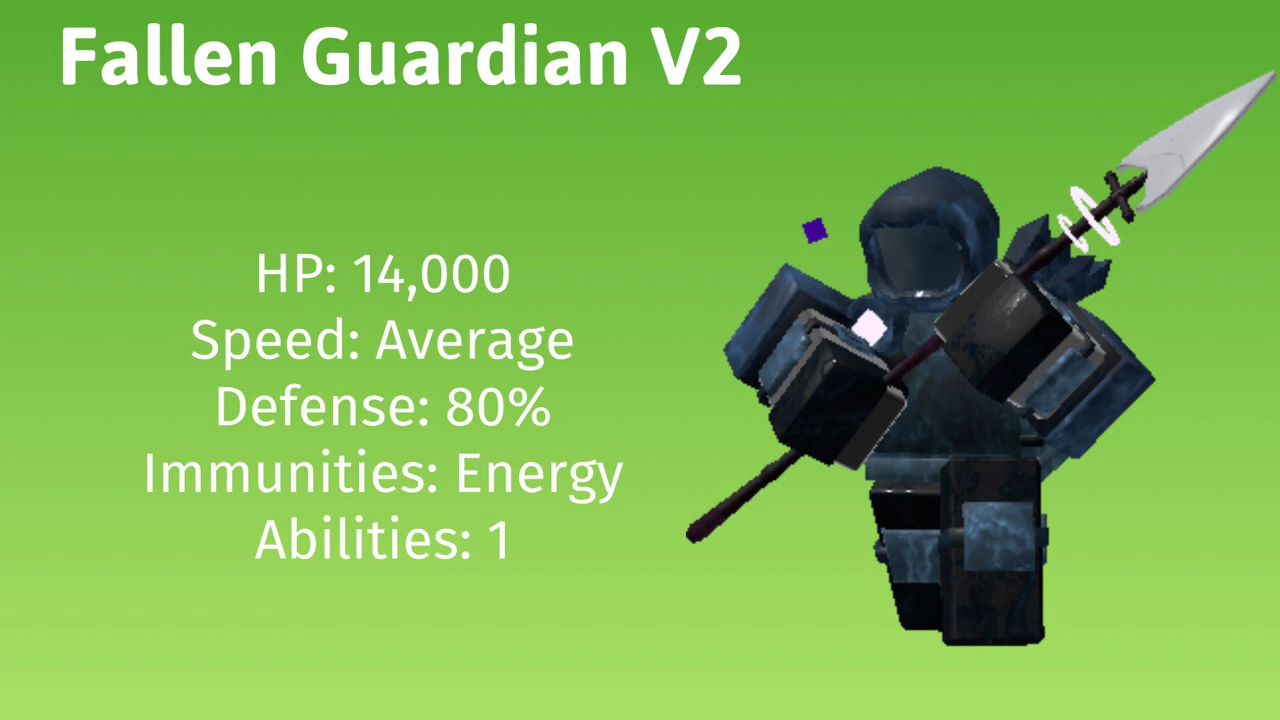 Fallen Guardian V2
HP: 14,000
Speed: Average
Defense: 80%
Immunities: Energy
Abilities: 1